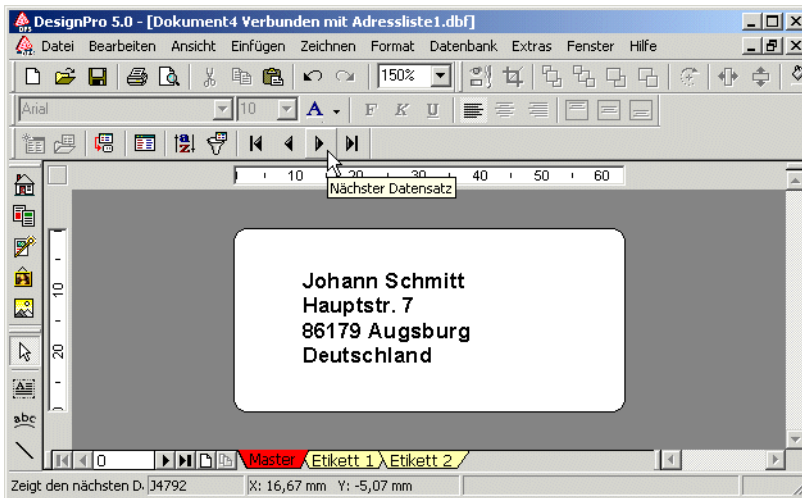 DesignPro 5.0 - [Dokument4 Verbunden mit Adressliste1.dbf]
Datei Bearbeiten Ansicht Einfügen Zeichnen Format Datenbank Extras Fenster Hilfe
150%
Arial 10 A F K U
10 20 30 40 50 60
Nächster Datensatz
10
20
Johann Schmitt
Hauptstr. 7
86179 Augsburg
Deutschland
abc
0 Master Etikett 1 Etikett 2
Zeigt den nächsten D. J4792 X: 16,67 mm Y: -5,07 mm